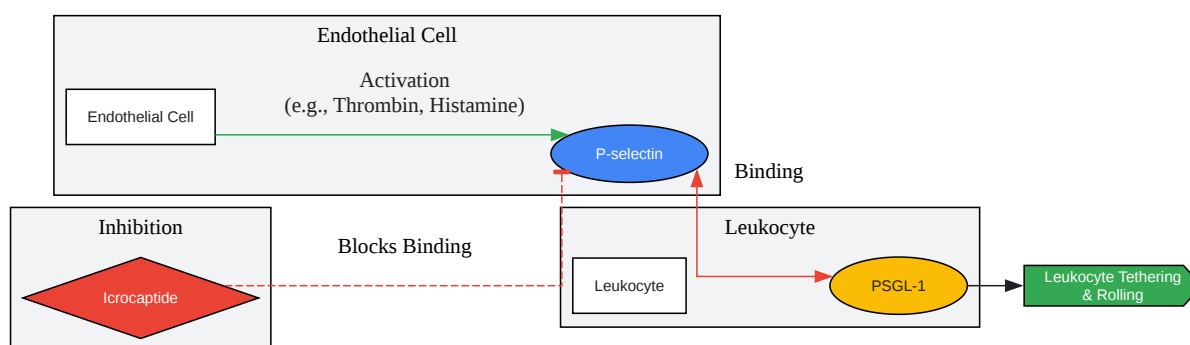 Endothelial Cell
Activation
(e.g., Thrombin, Histamine)
Endothelial Cell
P-selectin
Binding
Inhibition
Blocks Binding
Leukocyte
Icrocaptide
Leukocyte
PSGL-1
Leukocyte Tethering
& Rolling